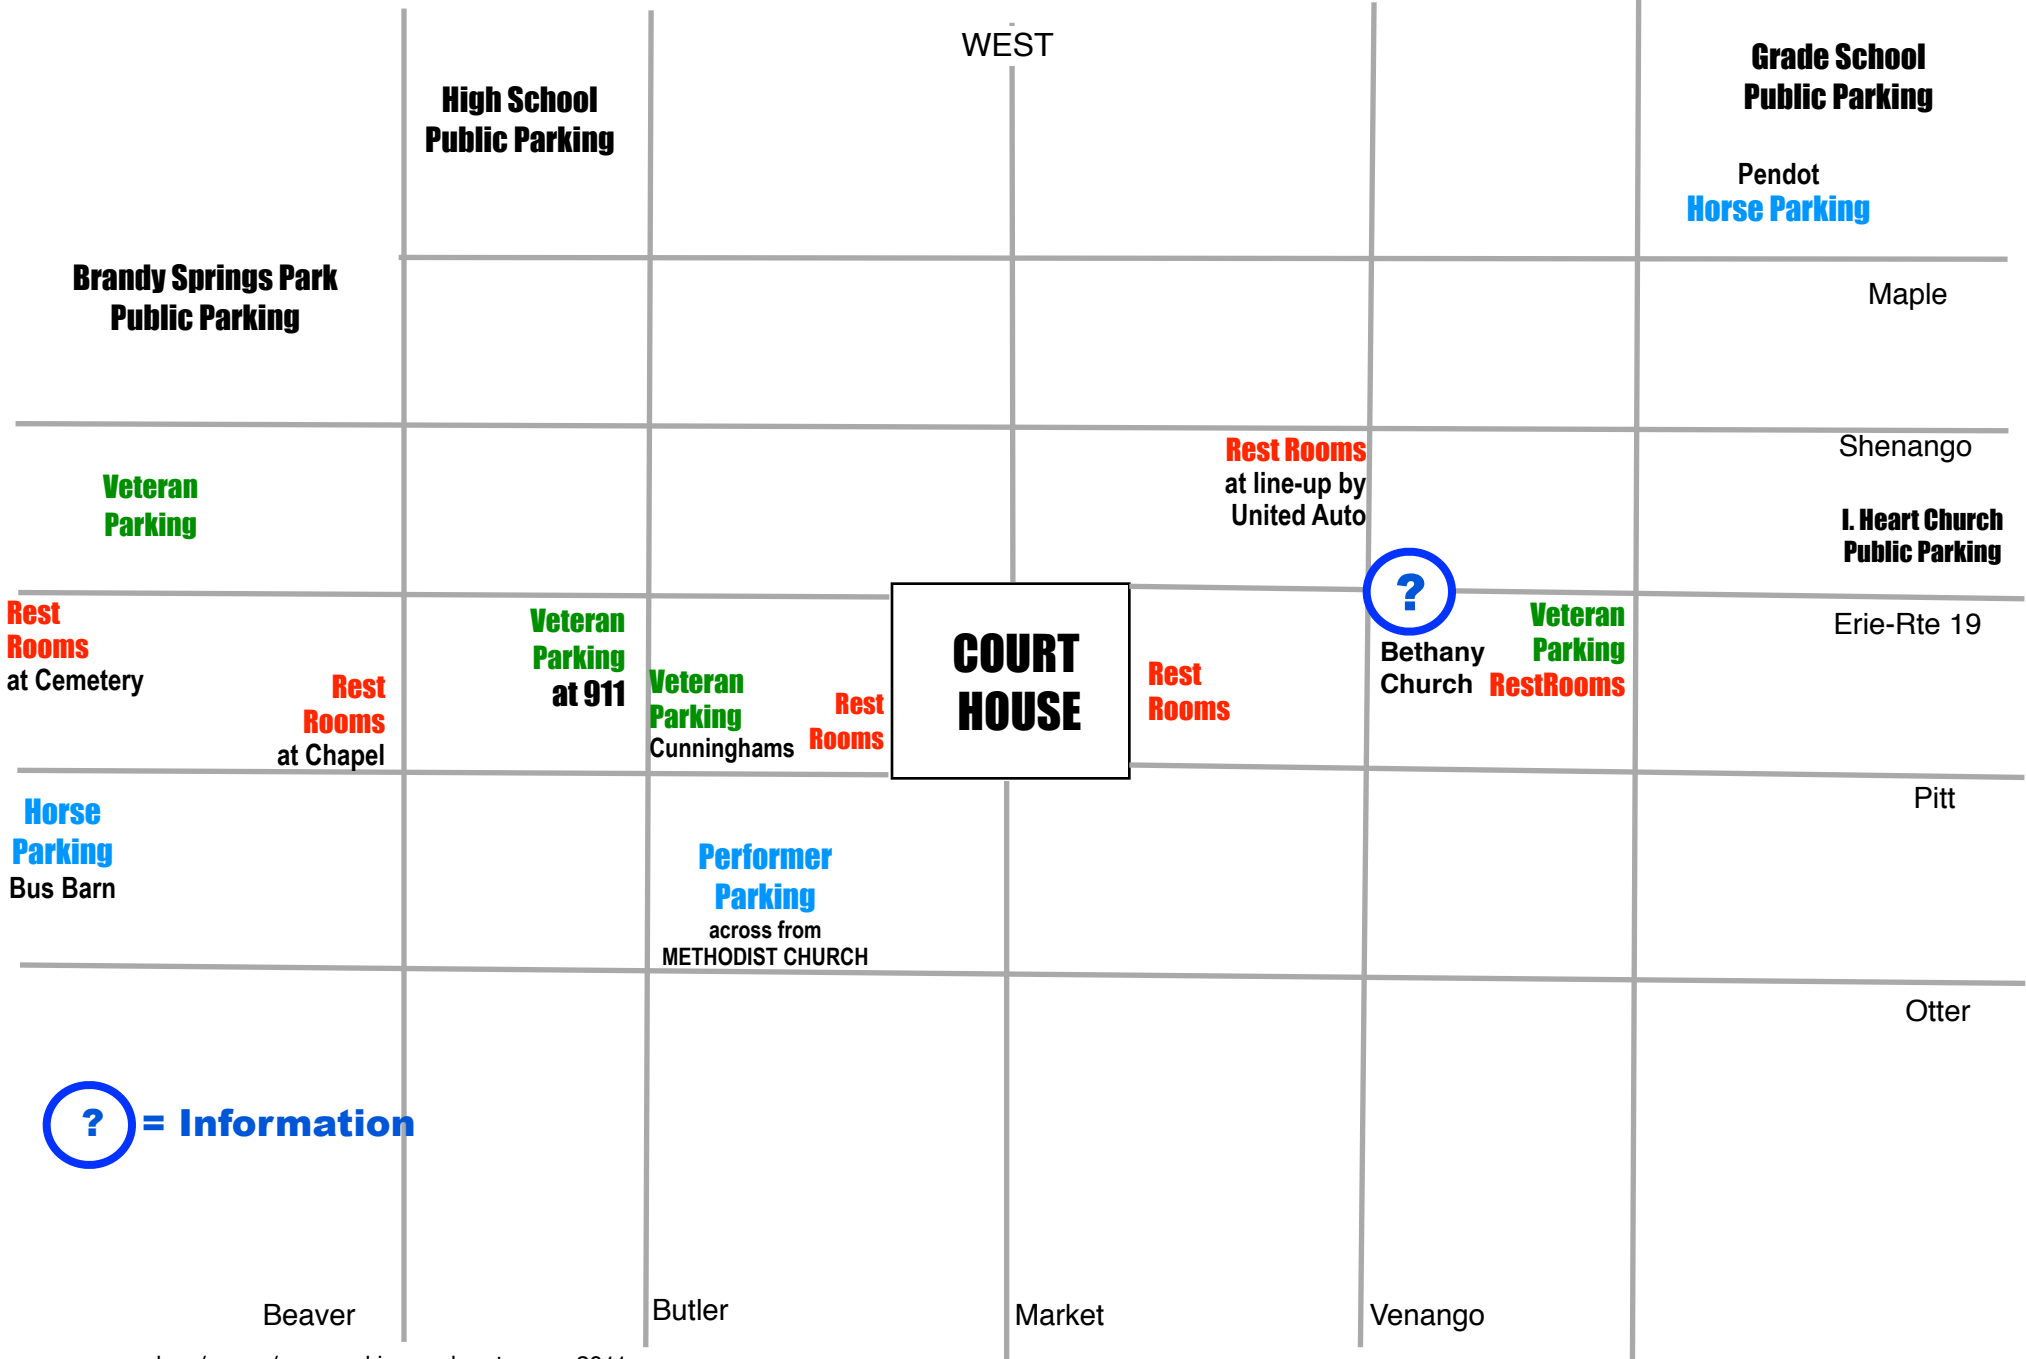 WEST
Grade School
Public Parking
High School
Public Parking
Pendot
Horse Parking
Brandy Springs Park
Public Parking
Maple
Shenango
Rest Rooms
at line-up by
United Auto
Veteran
Parking
I. Heart Church
Public Parking
?
Rest
Rooms
at Cemetery
Rest
Rooms
at Chapel
Veteran
Parking
at 911
Veteran
Parking
Cunninghams
Rest
Rooms
COURT
HOUSE
Rest
Rooms
Bethany
Church
Veteran
Parking
RestRooms
Erie-Rte 19
Pitt
Horse
Parking
Bus Barn
Performer
Parking
across from
METHODIST CHURCH
Otter
? = Information
Beaver
Butler
Market
Venango